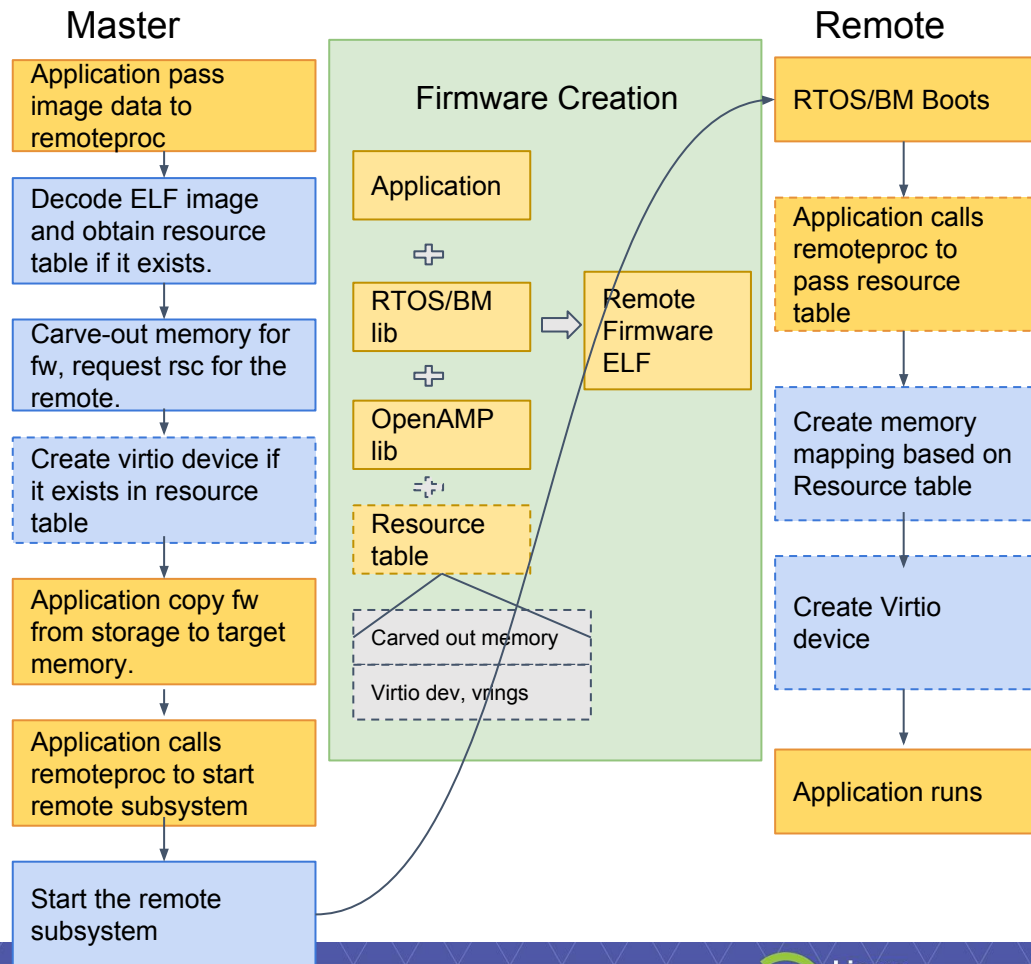 Master
Application pass
image data to
remoteproc
Decode ELF image
and obtain resource
table if it exists.
Carve-out memory for
fw, request rsc for the
remote.
Create virtio device if
it exists in resource
table
Application copy fw
from storage to target
memory.
Application calls
remoteproc to start
remote subsystem
Start the remote
subsystem
Firmware Creation
Application
RTOS/BM
lib
OpenAMP
lib
Resource
table
Carved out memory
Virtio dev, vrings
Remote
Firmware
ELF
Remote
RTOS/BM Boots
Application calls
remoteproc to
pass resource
table
Create memory
mapping based on
Resource table
Create Virtio
device
Application runs